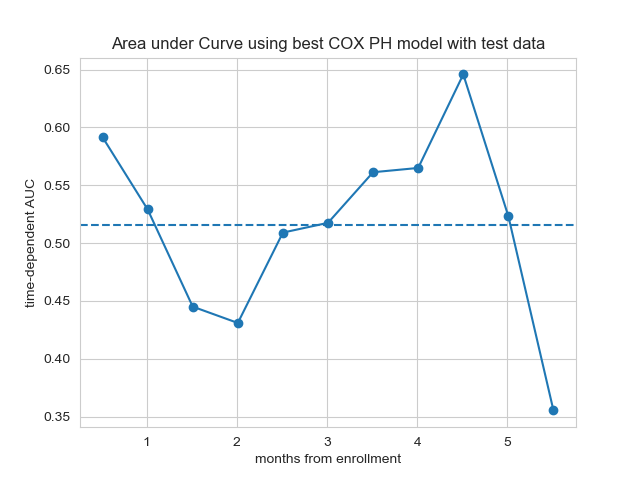 Area under Curve using best COX PH model with test data
0.65
0.60
0.55
0.50
0.45
0.40
0.35
time-dependent AUC
1 2 3 4 5
months from enrollment